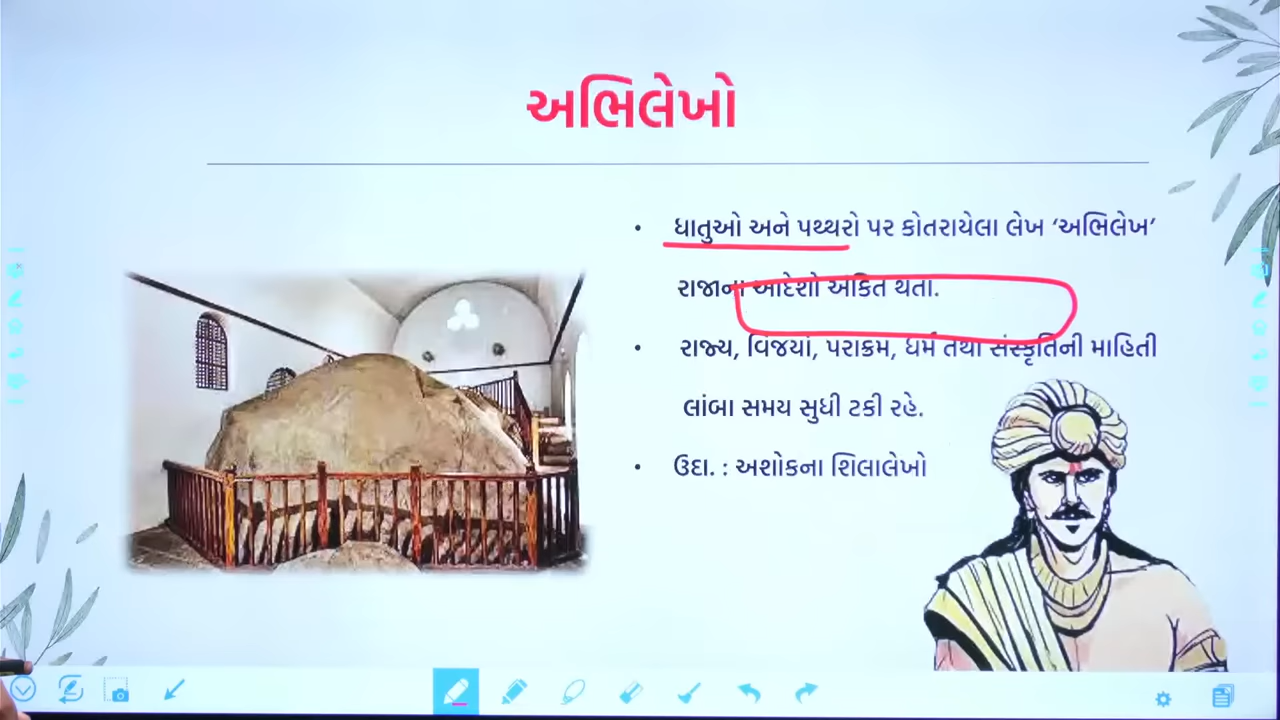 અભિલેખો
• ધાતુઓ અને પથ્થરો પર કોતરાયેલા લેખ ‘અભિલેખ’
રાજાના આદેશો અંકિત થતા.
• રાજ્ય, વિજયો, પરાક્રમ, ધર્મ તથા સંસ્કૃતિની માહિતી
લાંબા સમય સુધી ટકી રહે.
• ઉદા. : અશોકના શિલાલેખો